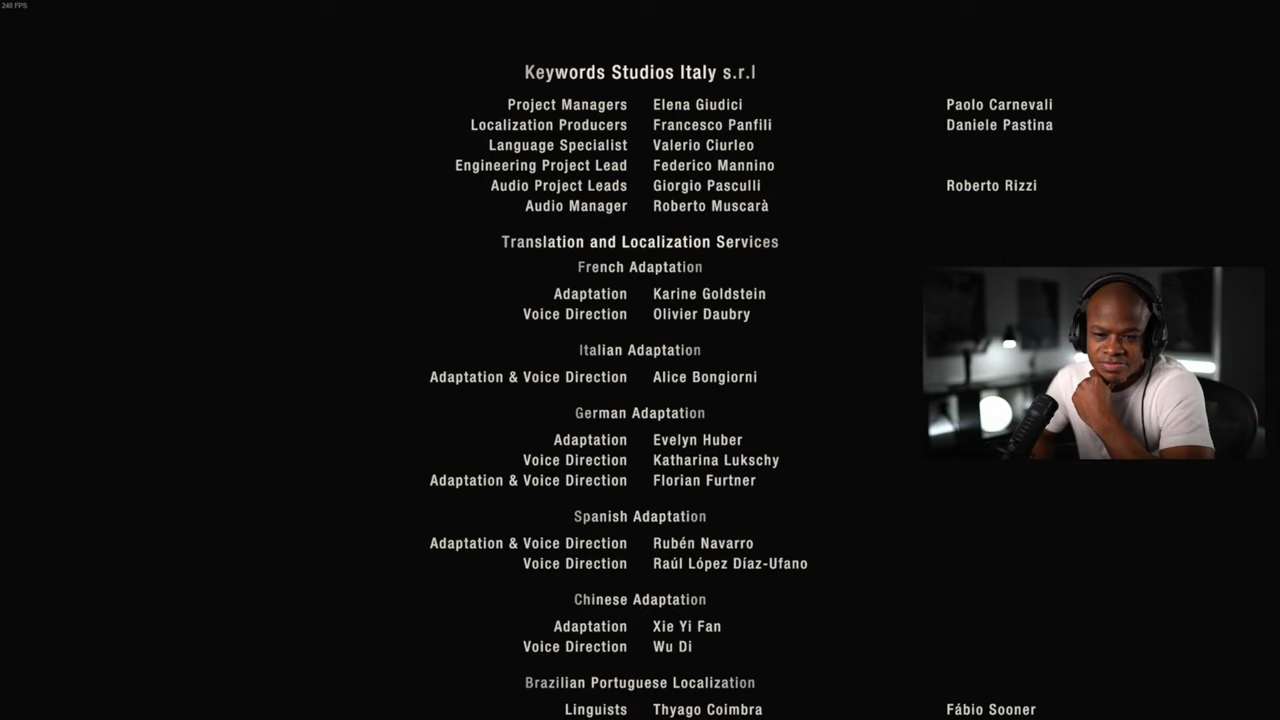 240 FPS
Keywords Studios Italy s.r.l
Project Managers Elena Giudici Paolo Carnevali
Localization Producers Francesco Panfili Daniele Pastina
Language Specialist Valerio Ciurleo
Engineering Project Lead Federico Mannino
Audio Project Leads Giorgio Pasculli Roberto Rizzi
Audio Manager Roberto Muscarà
Translation and Localization Services
French Adaptation
Adaptation Karine Goldstein
Voice Direction Olivier Daubry
Italian Adaptation
Adaptation & Voice Direction Alice Bongiorni
German Adaptation
Adaptation Evelyn Huber
Voice Direction Katharina Lukschy
Adaptation & Voice Direction Florian Furtner
Spanish Adaptation
Adaptation & Voice Direction Rubén Navarro
Voice Direction Raúl López Díaz-Ufano
Chinese Adaptation
Adaptation Xie Yi Fan
Voice Direction Wu Di
Brazilian Portuguese Localization
Linguists Thyago Coimbra Fábio Sooner